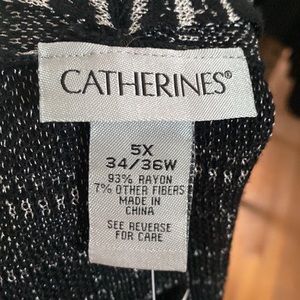 CATHERINES®
5X
34/36W
93% RAYON
7% OTHER FIBERS
MADE IN
CHINA
SEE REVERSE
FOR CARE